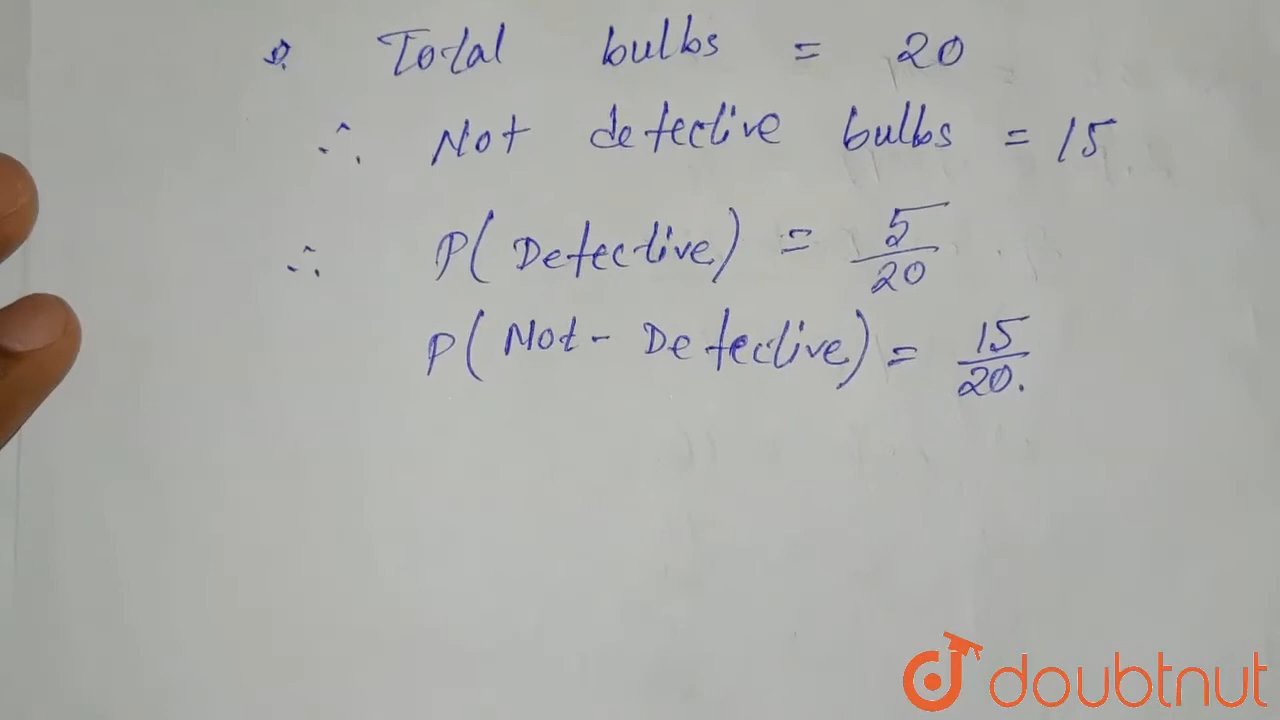 Total bulbs = 20
∴ Not defective bulbs = 15
∴ P(Defective) = 5/20
P(Not-Defective) = 15/20.
doubtnut